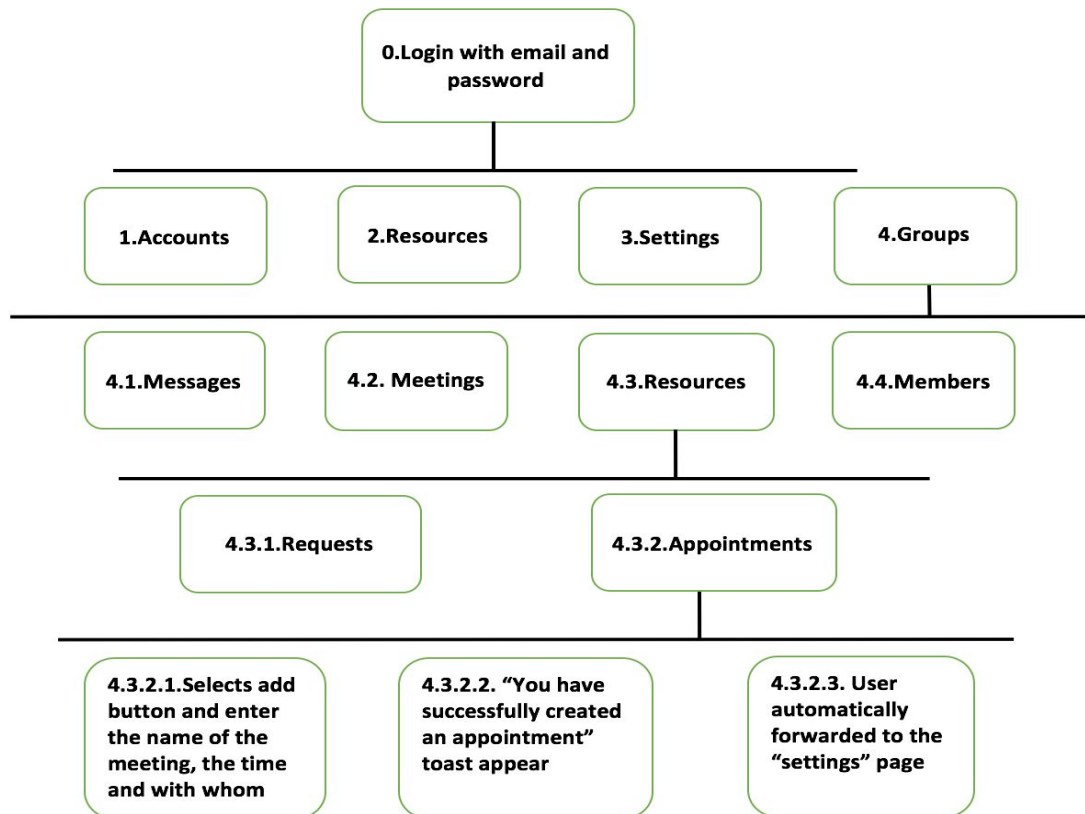 0.Login with email and
password
1.Accounts
2.Resources
3.Settings
4.Groups
4.1.Messages
4.2. Meetings
4.3.Resources
4.4.Members
4.3.1.Requests
4.3.2.Appointments
4.3.2.1.Selects add
button and enter
the name of the
meeting, the time
and with whom
4.3.2.2. “You have
successfully created
an appointment”
toast appear
4.3.2.3. User
automatically
forwarded to the
“settings” page